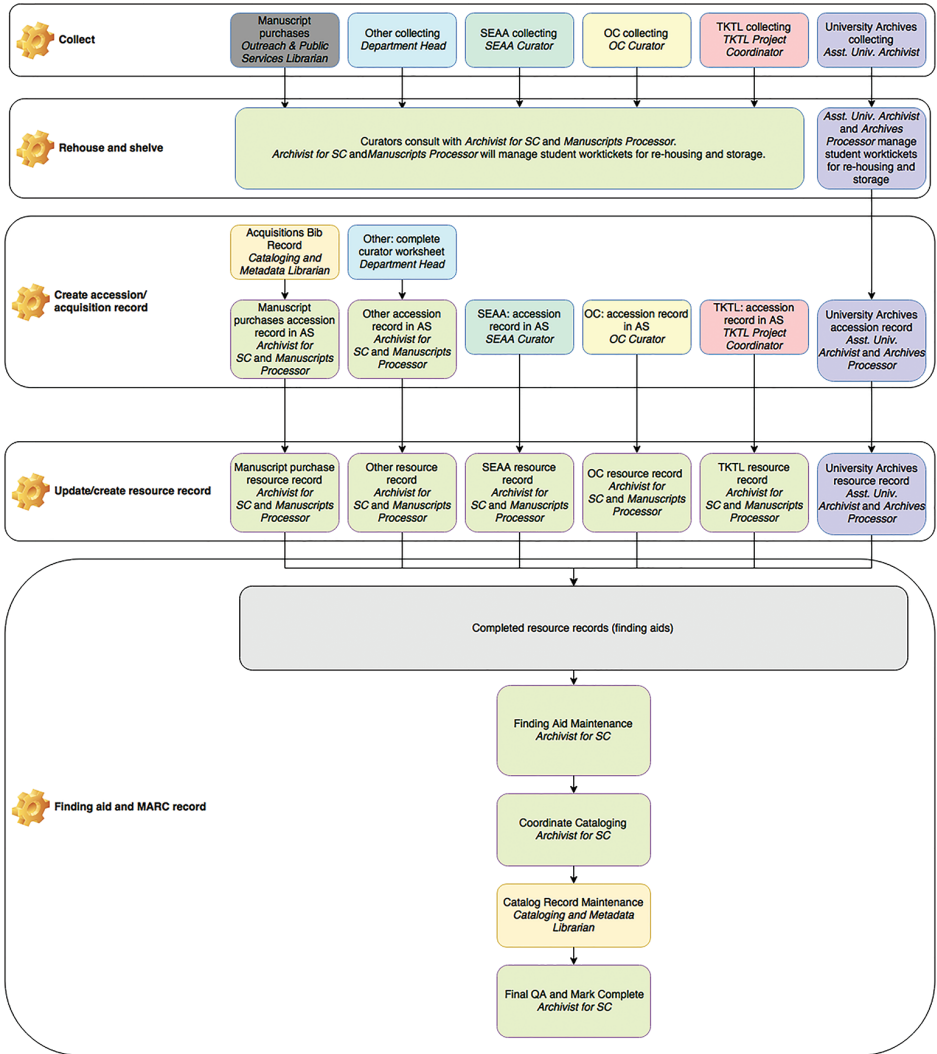 Collect
Manuscript
purchases
Outreach & Public
Services Librarian
Other collecting
Department Head
SEAA collecting
SEAA Curator
OC collecting
OC Curator
TKTL collecting
TKTL Project
Coordinator
University Archives
collecting
Asst. Univ. Archivist
Rehouse and shelve
Curators consult with Archivist for SC and Manuscripts Processor.
Archivist for SC andManuscripts Processor will manage student worktickets for re-housing and storage.
Asst. Univ. Archivist
and Archives
Processor manage
student worktickets
for re-housing and
storage
Create accession/
acquisition record
Acquisitions Bib
Record
Cataloging and
Metadata Librarian
Other: complete
curator worksheet
Department Head
Manuscript
purchases accession
record in AS
Archivist for
SC and Manuscripts
Processor
Other accession
record in AS
Archivist for
SC and Manuscripts
Processor
SEAA: accession
record in AS
SEAA Curator
OC: accession record
in AS
OC Curator
TKTL: accession
record in AS
TKTL Project
Coordinator
University Archives
accession record
Asst. Univ.
Archivist and Archives
Processor
Update/create resource record
Manuscript purchase
resource record
Archivist for
SC and Manuscripts
Processor
Other resource
record
Archivist for
SC and Manuscripts
Processor
SEAA resource
record
Archivist for
SC and Manuscripts
Processor
OC resource record
Archivist for
SC and Manuscripts
Processor
TKTL resource
record
Archivist for
SC and Manuscripts
Processor
University Archives
resource record
Asst. Univ.
Archivist and Archives
Processor
Completed resource records (finding aids)
Finding Aid Maintenance
Archivist for SC
Finding aid and MARC record
Coordinate Cataloging
Archivist for SC
Catalog Record Maintenance
Cataloging and Metadata
Librarian
Final QA and Mark Complete
Archivist for SC